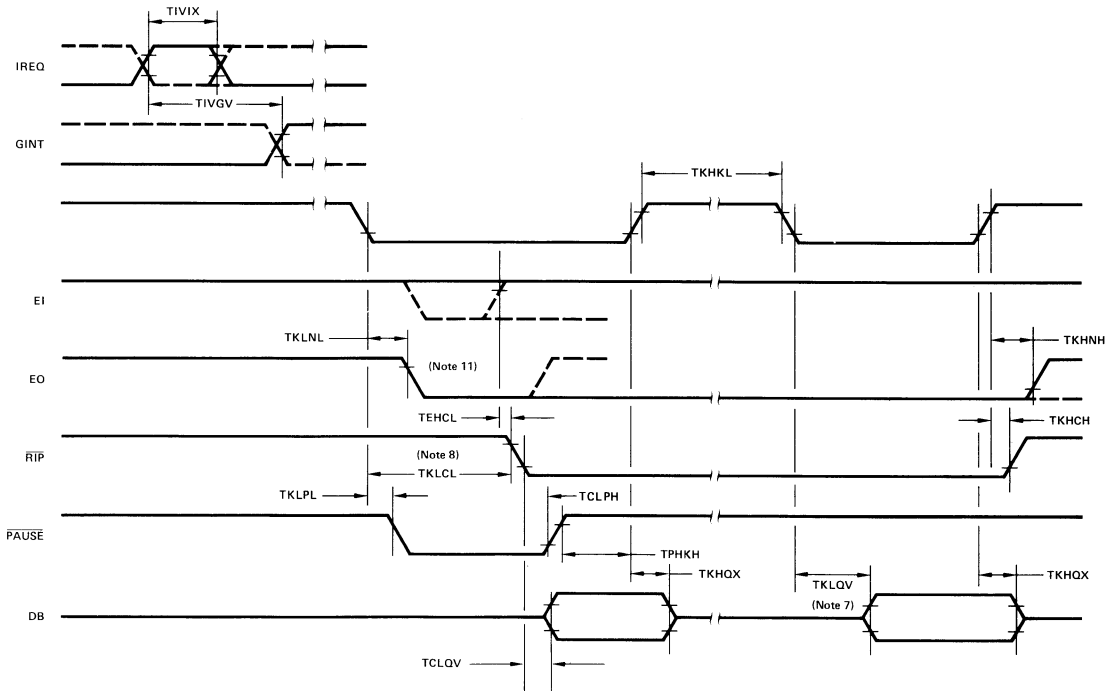 TIVIX
IREQ
TIVGV
GINT
TKHKL
EI
TKLNL
TKHNH
(Note 11)
EO
TEHCL
TKHCH
RIP
(Note 8)
TKLCL
TKLPL
TCLPH
PAUSE
TPHKH
TKHQX
TKLQV
TKHQX
(Note 7)
DB
TCLQV